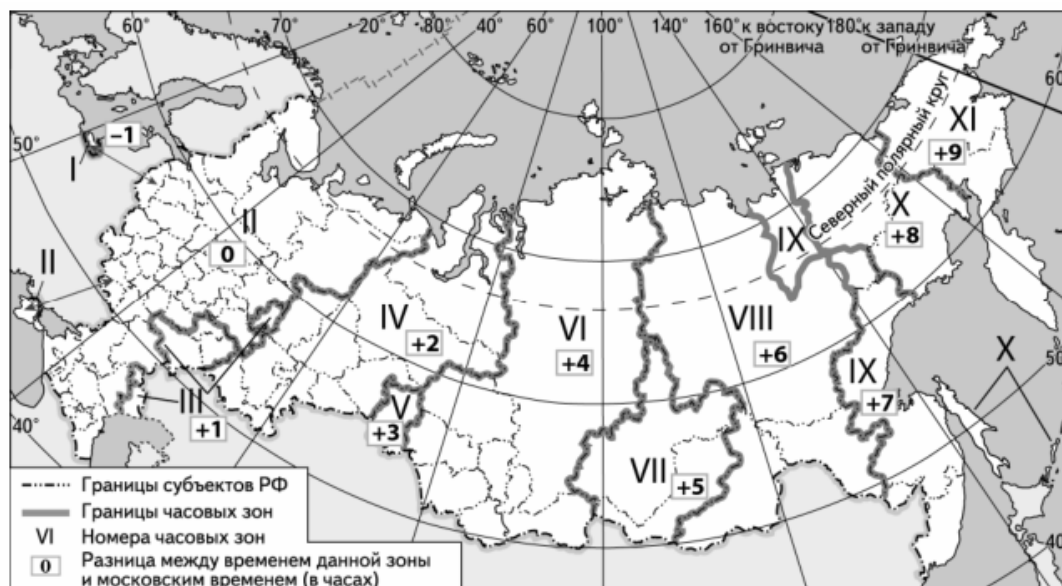 60° 70° 80° 40° 60° 80° 100° 120° 140° 160° к востоку 180° к западу
от Гринвича от Гринвича
60°
50°
–1
I
Северный полярный круг
XI
+9
X
+8
IX
II
0
II
IV
+2
VI
+4
VIII
+6
IX
+7
X
50°
III
+1
V
+3
VII
+5
40°
40°
Границы субъектов РФ
Границы часовых зон
VI Номера часовых зон
0 Разница между временем данной зоны
и московским временем (в часах)